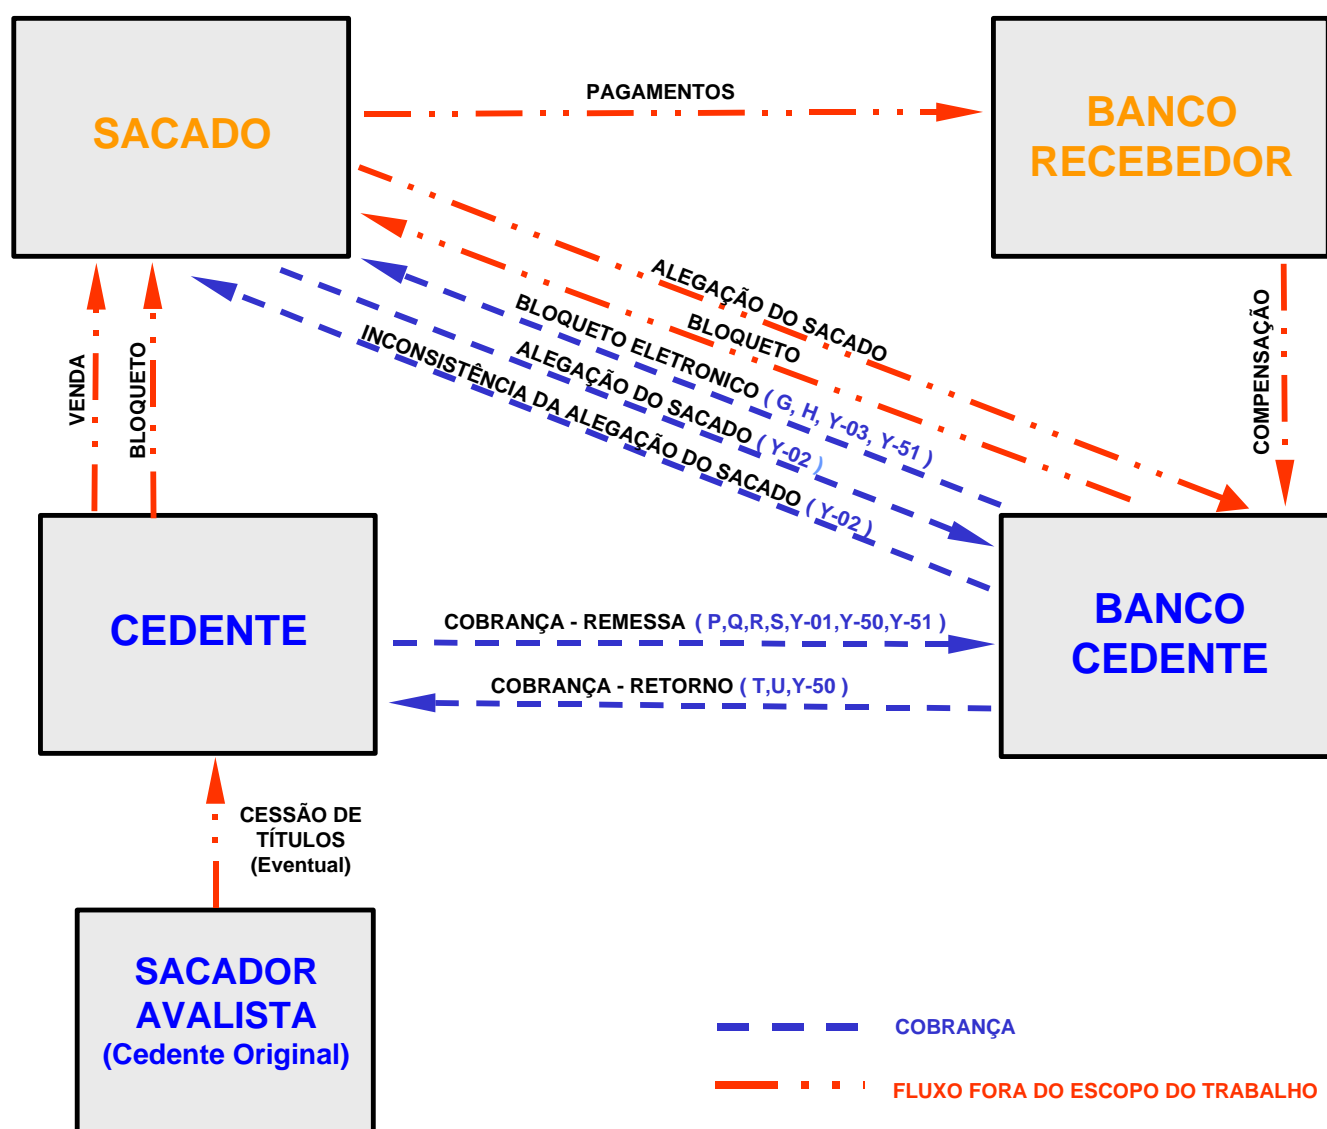 PAGAMENTOS
SACADO
BANCO
RECEBEDOR
ALEGAÇÃO DO SACADO
BLOQUETO
BLOQUETO ELETRONICO ( G, H, Y-03, Y-51 )
ALEGAÇÃO DO SACADO ( Y-02 )
INCONSISTÊNCIA DA ALEGAÇÃO DO SACADO ( Y-02 )
VENDA
BLOQUETO
COMPENSAÇÃO
CEDENTE
COBRANÇA - REMESSA ( P,Q,R,S,Y-01,Y-50,Y-51 )
COBRANÇA - RETORNO ( T,U,Y-50 )
BANCO
CEDENTE
CESSÃO DE
TÍTULOS
(Eventual)
SACADOR
AVALISTA
(Cedente Original)
COBRANÇA
FLUXO FORA DO ESCOPO DO TRABALHO